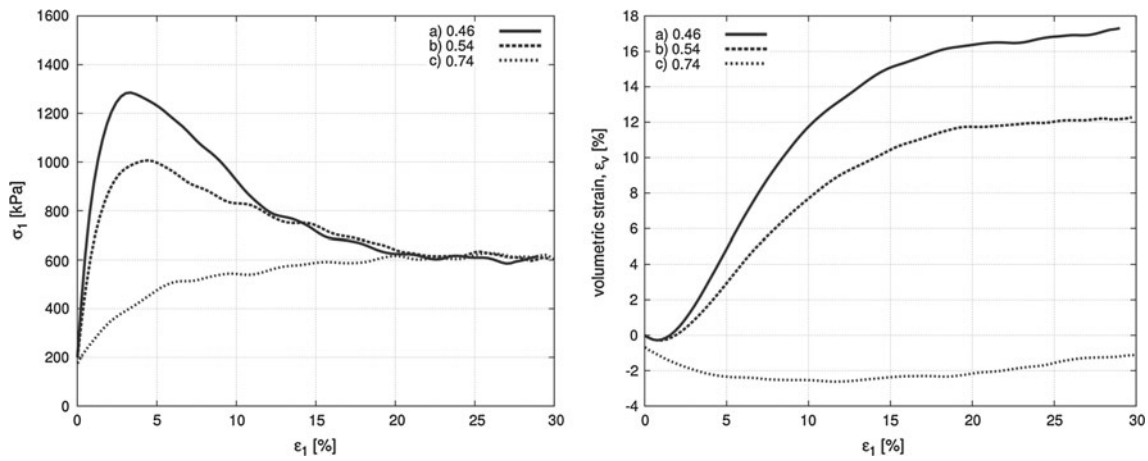 1600
1400
1200
1000
800
600
400
200
0
σ1 [kPa]
a) 0.46
b) 0.54
c) 0.74
0 5 10 15 20 25 30
ε1 [%]
18
16
14
12
10
8
6
4
2
0
-2
-4
volumetric strain, εv [%]
a) 0.46
b) 0.54
c) 0.74
0 5 10 15 20 25 30
ε1 [%]